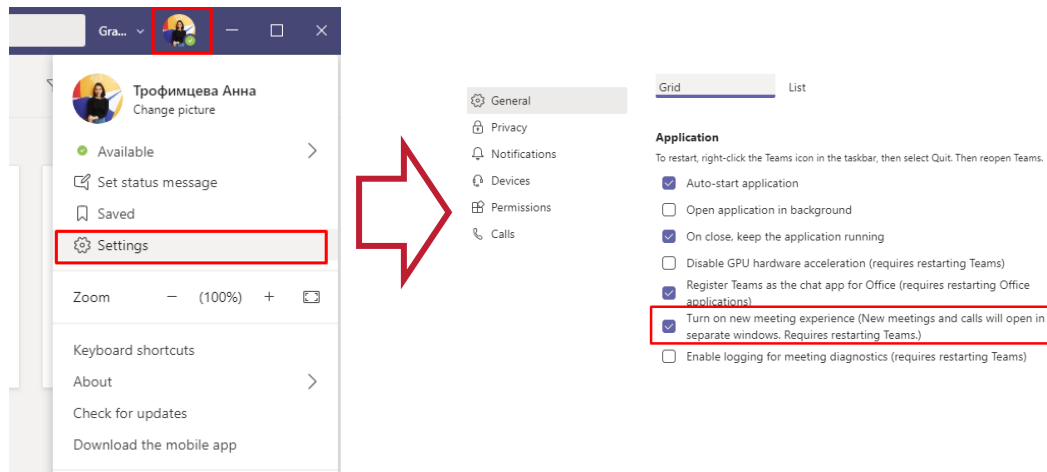 Gra...
Трофимцева Анна
Change picture
Available
Set status message
Saved
Settings
Zoom — (100%) +
Keyboard shortcuts
About
Check for updates
Download the mobile app
General
Privacy
Notifications
Devices
Permissions
Calls
Grid List
Application
To restart, right-click the Teams icon in the taskbar, then select Quit. Then reopen Teams.
Auto-start application
Open application in background
On close, keep the application running
Disable GPU hardware acceleration (requires restarting Teams)
Register Teams as the chat app for Office (requires restarting Office
applications)
Turn on new meeting experience (New meetings and calls will open in
separate windows. Requires restarting Teams.)
Enable logging for meeting diagnostics (requires restarting Teams)